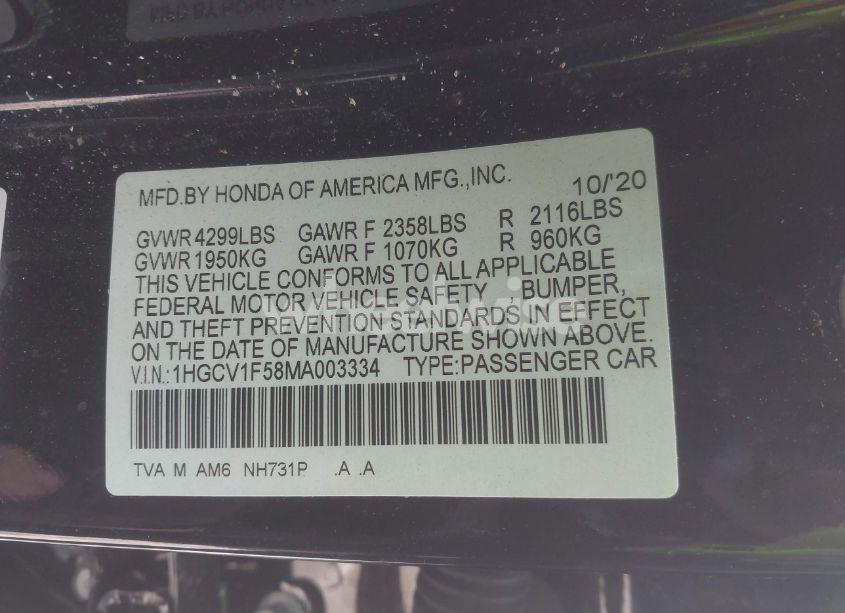 MFD.BY HONDA OF AMERICA MFG.,INC. 10/'20
GVWR 4299LBS GAWR F 2358LBS R 2116LBS
GVWR 1950KG GAWR F 1070KG R 960KG
THIS VEHICLE CONFORMS TO ALL APPLICABLE
FEDERAL MOTOR VEHICLE SAFETY , BUMPER,
AND THEFT PREVENTION STANDARDS IN EFFECT
ON THE DATE OF MANUFACTURE SHOWN ABOVE.
V.I.N.:1HGCV1F58MA003334 TYPE:PASSENGER CAR
TVA M AM6 NH731P .A .A